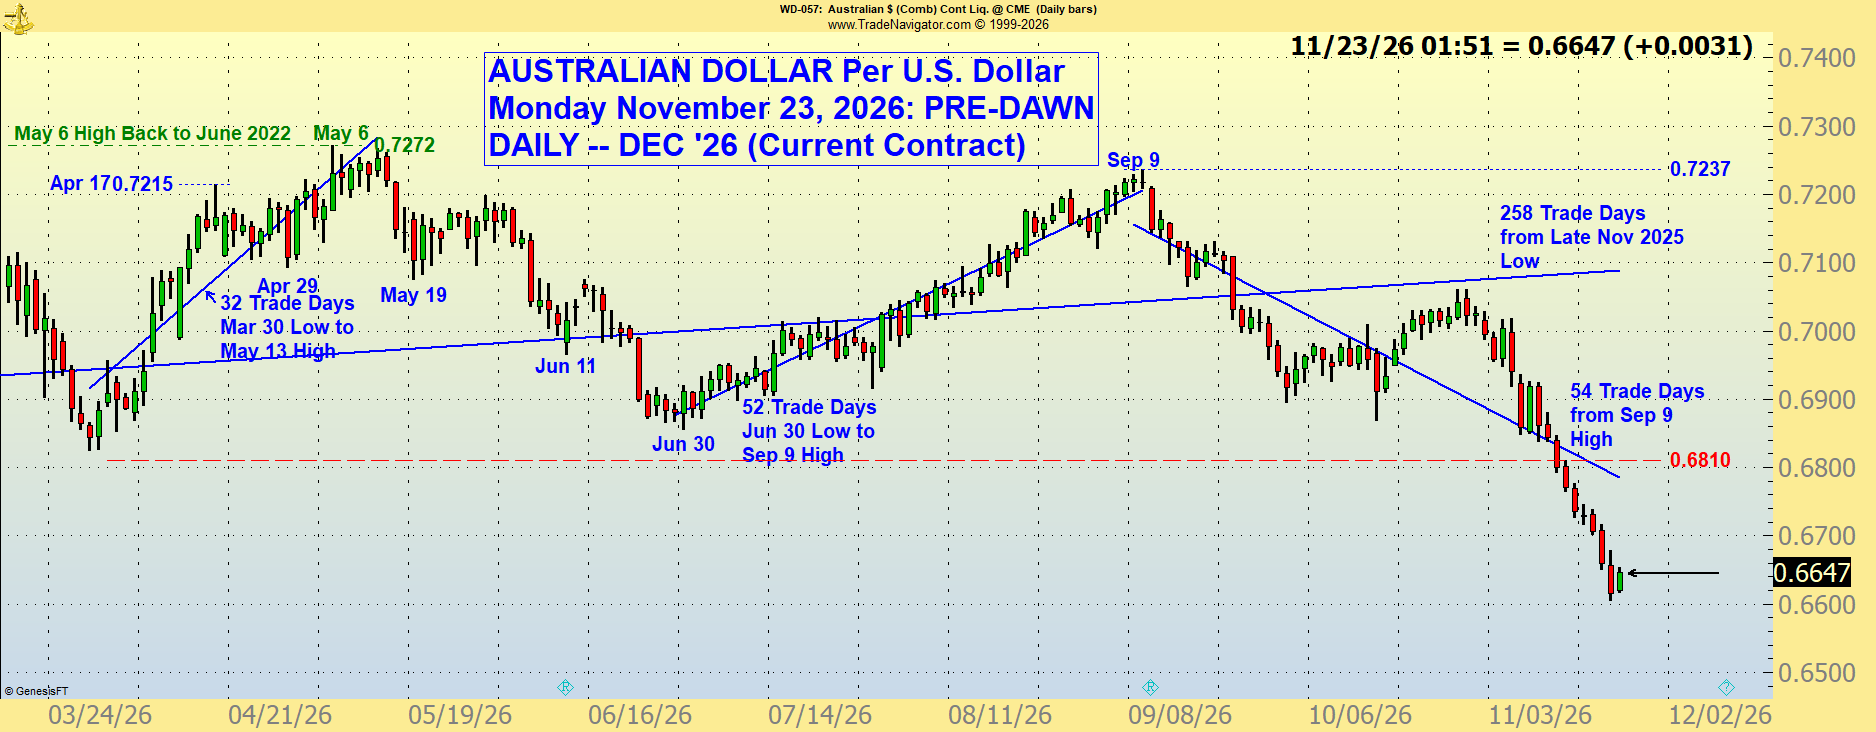 WD-057: Australian $ (Comb) Cont Liq. @ CME (Daily bars)
www.TradeNavigator.com © 1999-2026
11/23/26 01:51 = 0.6647 (+0.0031)
AUSTRALIAN DOLLAR Per U.S. Dollar
Monday November 23, 2026: PRE-DAWN
DAILY -- DEC '26 (Current Contract)
May 6 High Back to June 2022
May 6
0.7272
Apr 17 0.7215
Sep 9
0.7237
258 Trade Days
from Late Nov 2025
Low
Apr 29
32 Trade Days
Mar 30 Low to
May 13 High
May 19
Jun 11
Jun 30
52 Trade Days
Jun 30 Low to
Sep 9 High
54 Trade Days
from Sep 9
High
0.6810
0.7400
0.7300
0.7200
0.7100
0.7000
0.6900
0.6800
0.6700
0.6647
0.6600
0.6500
© GenesisFT
R
R
?
03/24/26
04/21/26
05/19/26
06/16/26
07/14/26
08/11/26
09/08/26
10/06/26
11/03/26
12/02/26